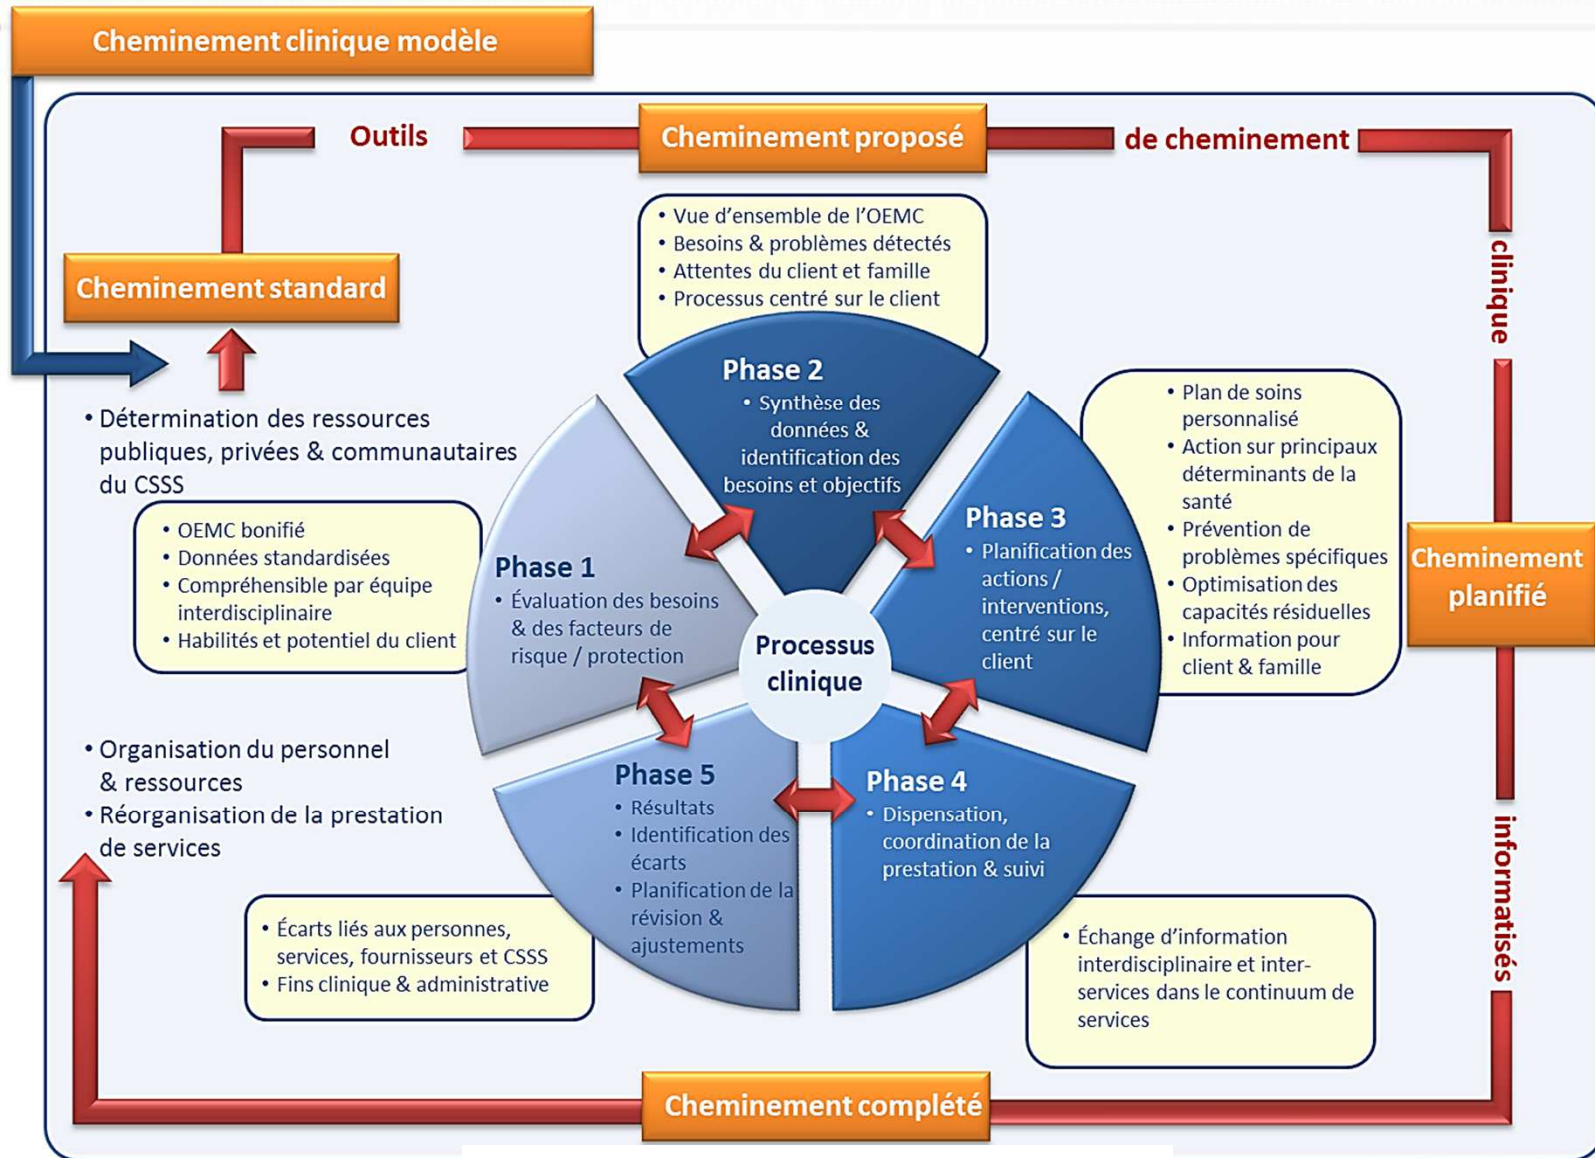 Cheminement clinique modèle
Outils
Cheminement proposé
de cheminement
clinique
informatisés
Cheminement standard
• Vue d'ensemble de l'OEMC
• Besoins & problèmes détectés
• Attentes du client et famille
• Processus centré sur le client
• Détermination des ressources
publiques, privées & communautaires
du CSSS
• OEMC bonifié
• Données standardisées
• Compréhensible par équipe
interdisciplinaire
• Habilités et potentiel du client
Phase 1
• Évaluation des besoins
& des facteurs de
risque / protection
Phase 2
• Synthèse des
données &
identification des
besoins et objectifs
Phase 3
• Planification des
actions /
interventions,
centré sur le
client
• Plan de soins
personnalisé
• Action sur principaux
déterminants de la
santé
• Prévention de
problèmes spécifiques
• Optimisation des
capacités résiduelles
• Information pour
client & famille
Cheminement
planifié
Processus
clinique
Phase 4
• Dispensation,
coordination de la
prestation & suivi
• Échange d'information
interdisciplinaire et inter-
services dans le continuum de
services
Phase 5
• Résultats
• Identification des
écarts
• Planification de la
révision &
ajustements
• Écarts liés aux personnes,
services, fournisseurs et CSSS
• Fins clinique & administrative
• Organisation du personnel
& ressources
• Réorganisation de la prestation
de services
Cheminement complété